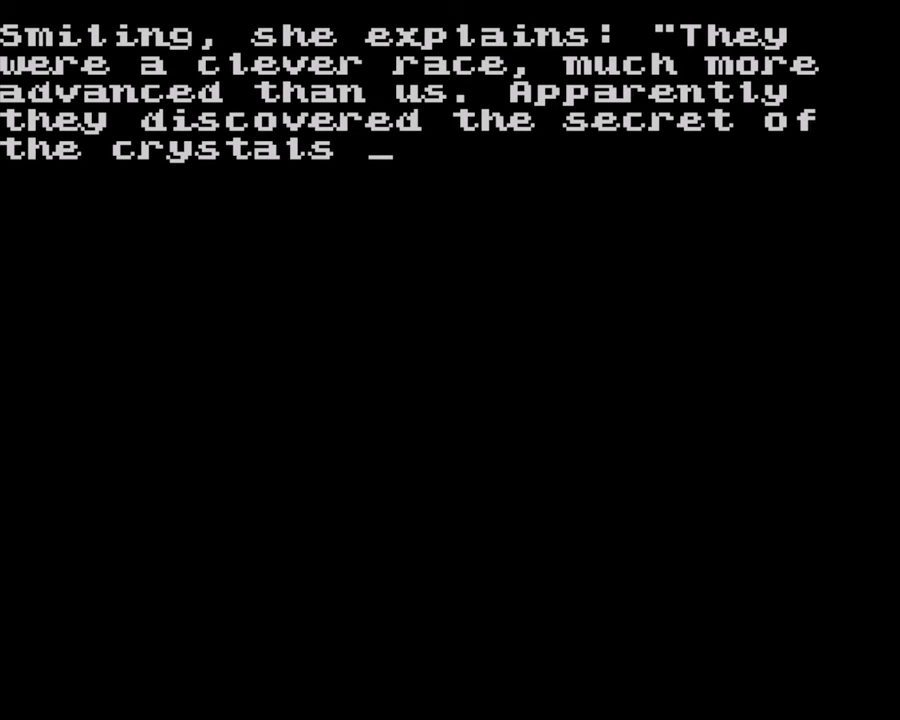 Smiling, she explains: "They
were a clever race, much more
advanced than us. Apparently
they discovered the secret of
the crystals _